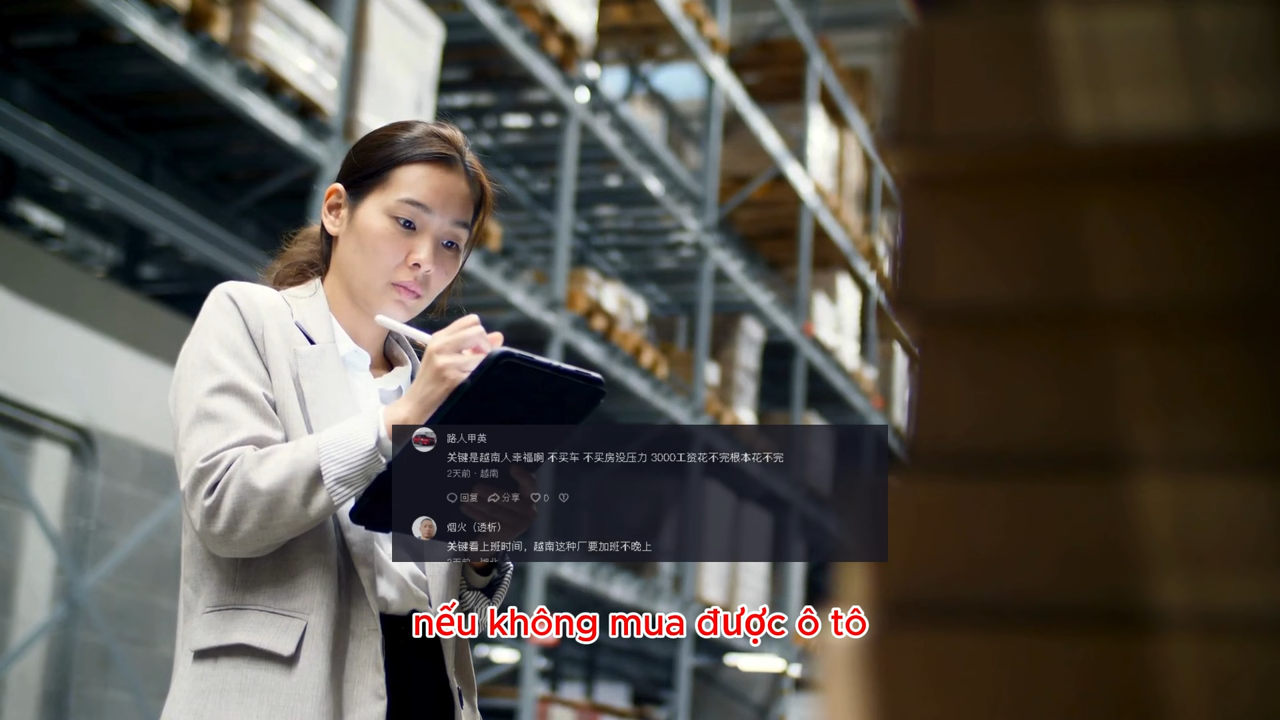 路人甲英
关键是越南人幸福啊 不买车 不买房没压力 3000工资花不完根本花不完
2天前 · 越南
回复 分享 0
烟火（透析）
关键看上班时间，越南这种厂要加班不晚上
nếu không mua được ô tô